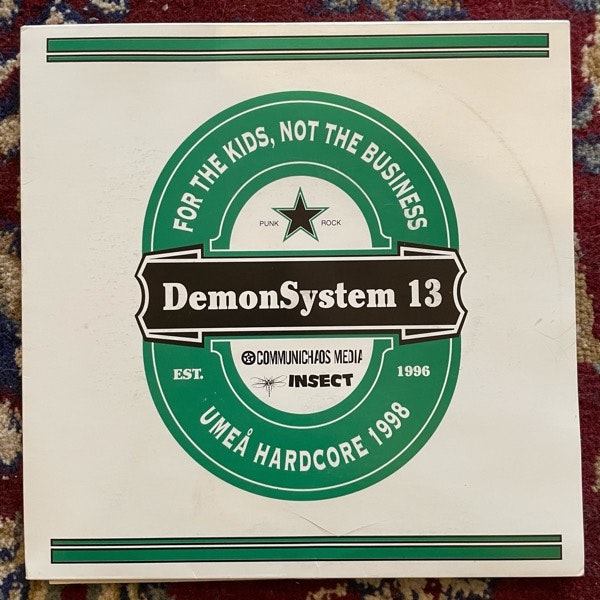 FOR THE KIDS, NOT THE BUSINESS
PUNK ROCK
DemonSystem 13
COMMUNICHAOS MEDIA
INSECT
EST. 1996
UMEÅ HARDCORE 1998